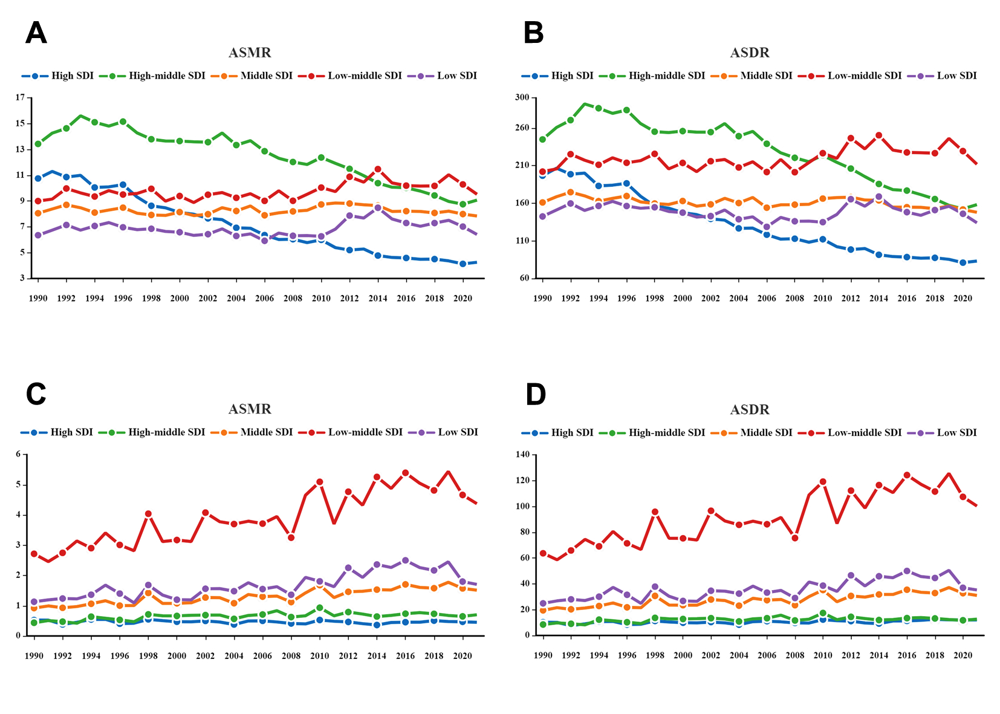 A B
ASMR ASDR
High SDI High-middle SDI Middle SDI Low-middle SDI Low SDI High SDI High-middle SDI Middle SDI Low-middle SDI Low SDI
17 300
15 260
13
11 210
9 160
7
5 110
3 60
1990 1992 1994 1996 1998 2000 2002 2004 2006 2008 2010 2012 2014 2016 2018 2020 1990 1992 1994 1996 1998 2000 2002 2004 2006 2008 2010 2012 2014 2016 2018 2020
C D
ASMR ASDR
High SDI High-middle SDI Middle SDI Low-middle SDI Low SDI High SDI High-middle SDI Middle SDI Low-middle SDI Low SDI
6 140
5 120
4 100
3 80
2 60
1 40
0 20
0
1990 1992 1994 1996 1998 2000 2002 2004 2006 2008 2010 2012 2014 2016 2018 2020 1990 1992 1994 1996 1998 2000 2002 2004 2006 2008 2010 2012 2014 2016 2018 2020